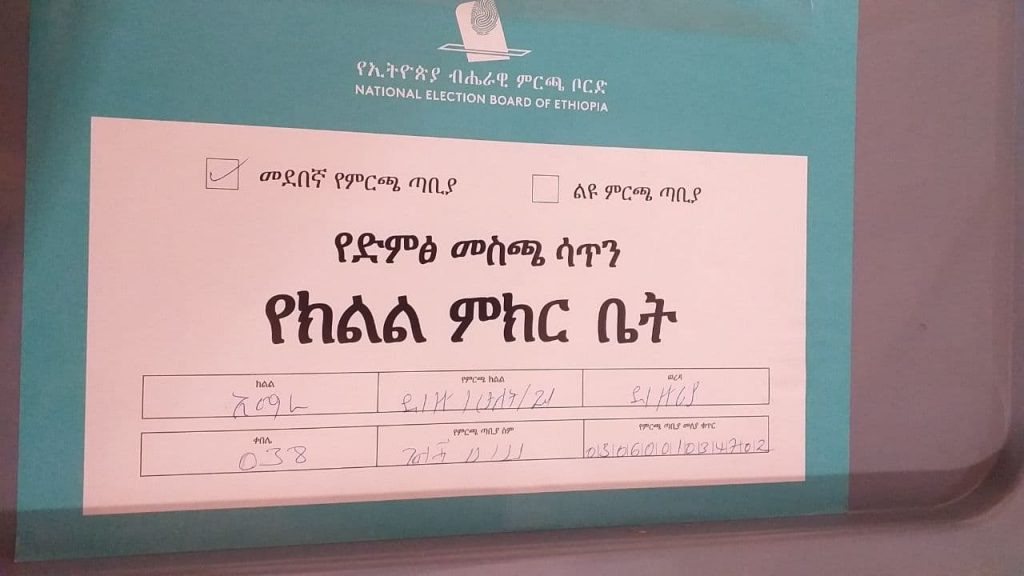 የኢትዮጵያ ብሔራዊ ምርጫ ቦርድ
NATIONAL ELECTION BOARD OF ETHIOPIA
መደበኛ የምርጫ ጣቢያ
ልዩ ምርጫ ጣቢያ
የድምፅ መስጫ ሳጥን
የክልል ምክር ቤት
ክልል
የምርጫ ክልል
ወረዳ
አማራ
ቀበሌ
የምርጫ ጣቢያ ስም
የምርጫ ጣቢያ መለያ ቁጥር
038